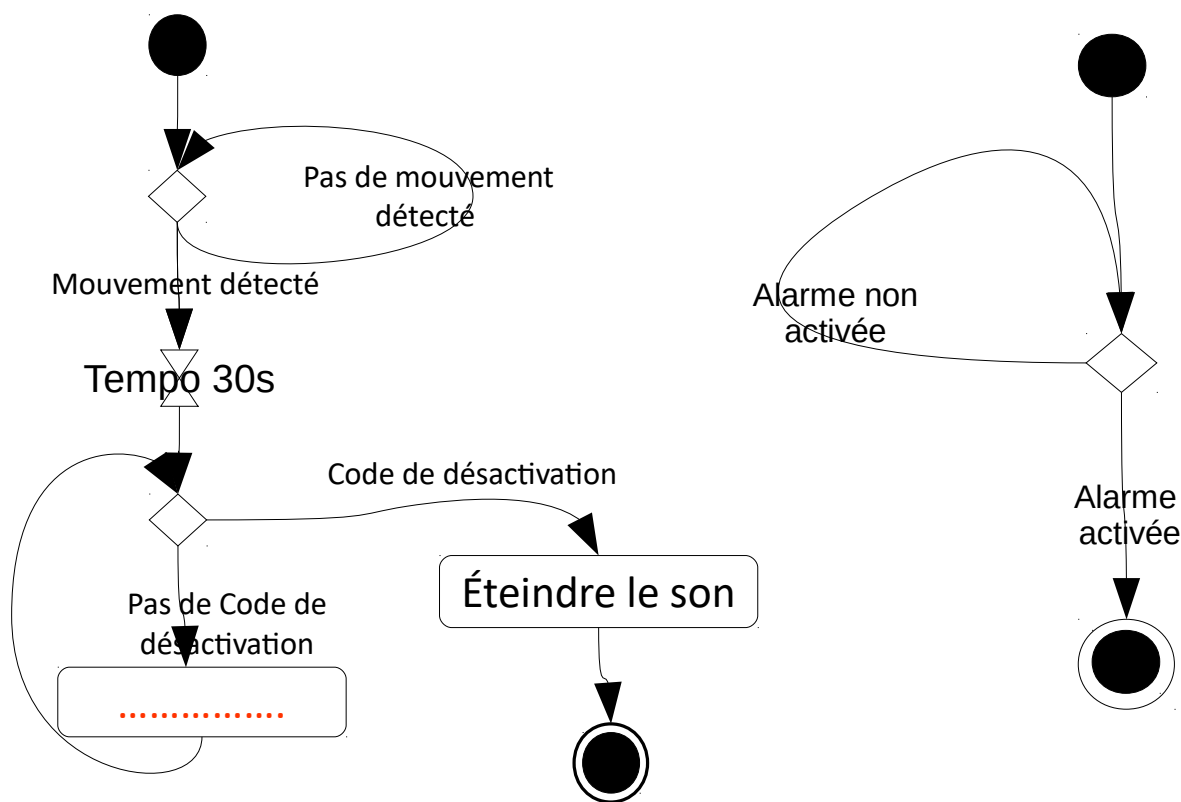 Pas de mouvement
détecté
Mouvement détecté
Tempo 30s
Code de désactivation
Éteindre le son
Pas de Code de
désactivation
................
Alarme non
activée
Alarme
activée